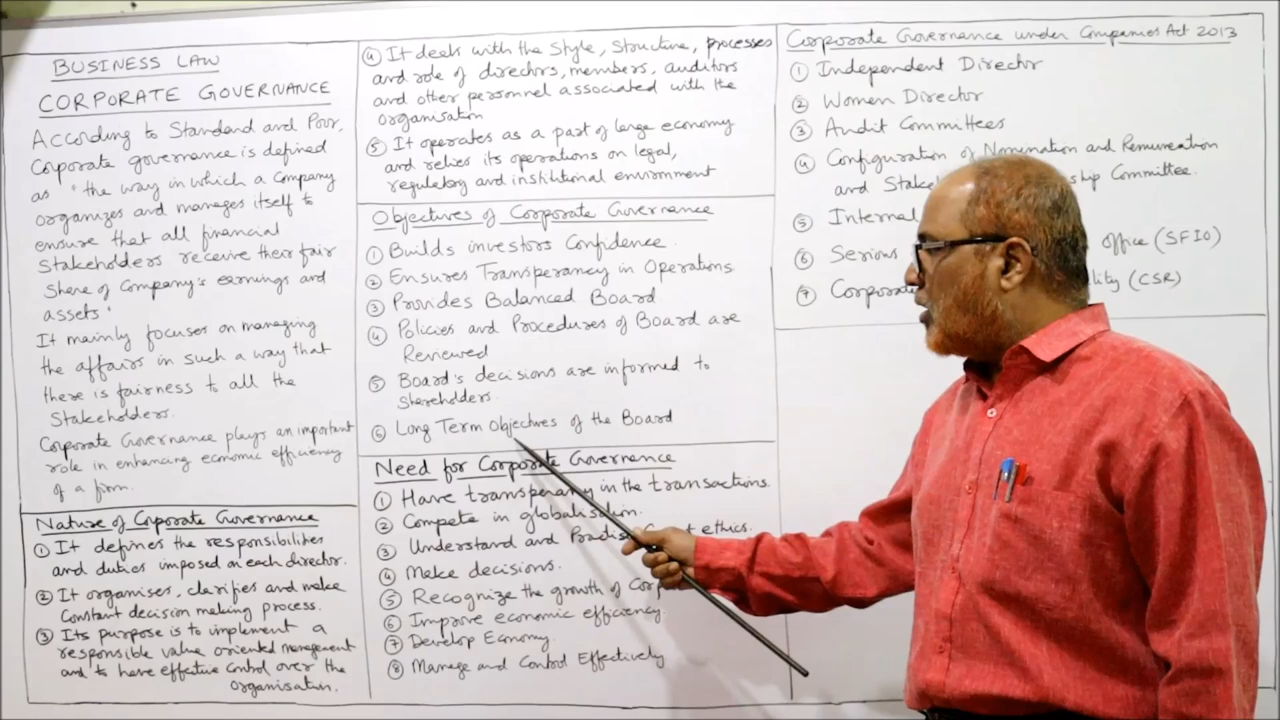 BUSINESS LAW
CORPORATE GOVERNANCE
According to Standard and Poor,
Corporate governance is defined
as "the way in which a Company
organizes and manages itself to
ensure that all financial
Stakeholders receive their fair
share of Company's earnings and
assets"
It mainly focuses on managing
the affairs in such a way that
there is fairness to all the
Stakeholders.
Corporate Governance plays an important
role in enhancing economic efficiency
of a firm.
Nature of Corporate Governance
① It defines the responsibilities
and duties imposed on each director.
② It organises, clarifies and make
Constant decision making process.
③ Its purpose is to implement a
responsible value oriented management
and to have effective control over the
organisation.
④ It deals with the Style, Structure, processes
and role of directors, members, auditors
and other personnel associated with the
organisation
⑤ It operates as a part of large economy
and relies its operations on legal,
regulatory and institutional environment
Objectives of Corporate Governance
① Builds investors Confidence.
② Ensures Transperancy in Operations
③ Provides Balanced Board
④ Policies and Procedures of Board are
Reviewed
⑤ Board's decisions are informed to
Shareholders.
⑥ Long Term Objectives of the Board
Need for Corporate Governance
① Have transperancy in the transactions.
② Compete in globalisation.
③ Understand and ethics.
④ Make decisions.
⑤ Recognize the growth of
⑥ Improve economic efficiency.
⑦ Develop Economy.
⑧ Manage and Control Effectively
Corporate Governance under Companies Act 2013
① Independent Director
② Women Director
③ Audit Committees
④ Configuration of Nomination and Remuneration
and Committee.
⑤ Internal
⑥ Serious office (SFIO)
⑦ (CSR)